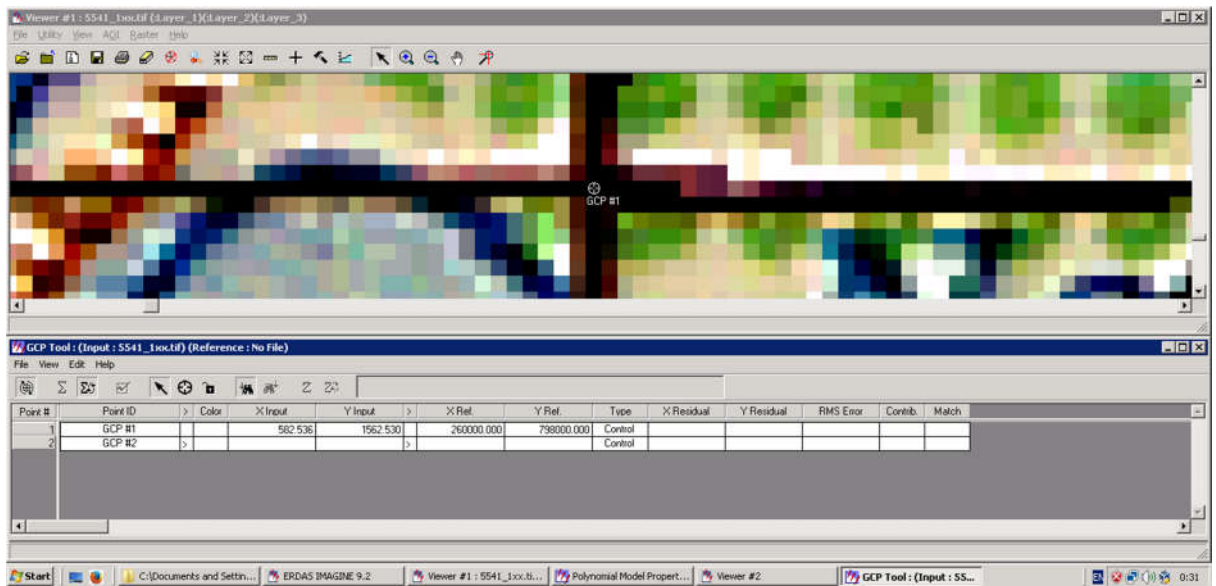 Viewer #1 : 5541_1xx.tif (:Layer_1)(:Layer_2)(:Layer_3)
File Utility View AOI Raster Help
GCP #1
GCP Tool : (Input : 5541_1xx.tif) (Reference : No File)
File View Edit Help
Point # Point ID > Color X Input Y Input > X Ref. Y Ref. Type X Residual Y Residual RMS Error Contrib. Match
1 GCP #1 582.536 1562.530 260000.000 798000.000 Control
2 GCP #2 > > Control
Start C:\Documents and Settin... ERDAS IMAGINE 9.2 Viewer #1 : 5541_1xx.ti... Polynomial Model Propert... Viewer #2 GCP Tool : (Input : 55... EN 0:31